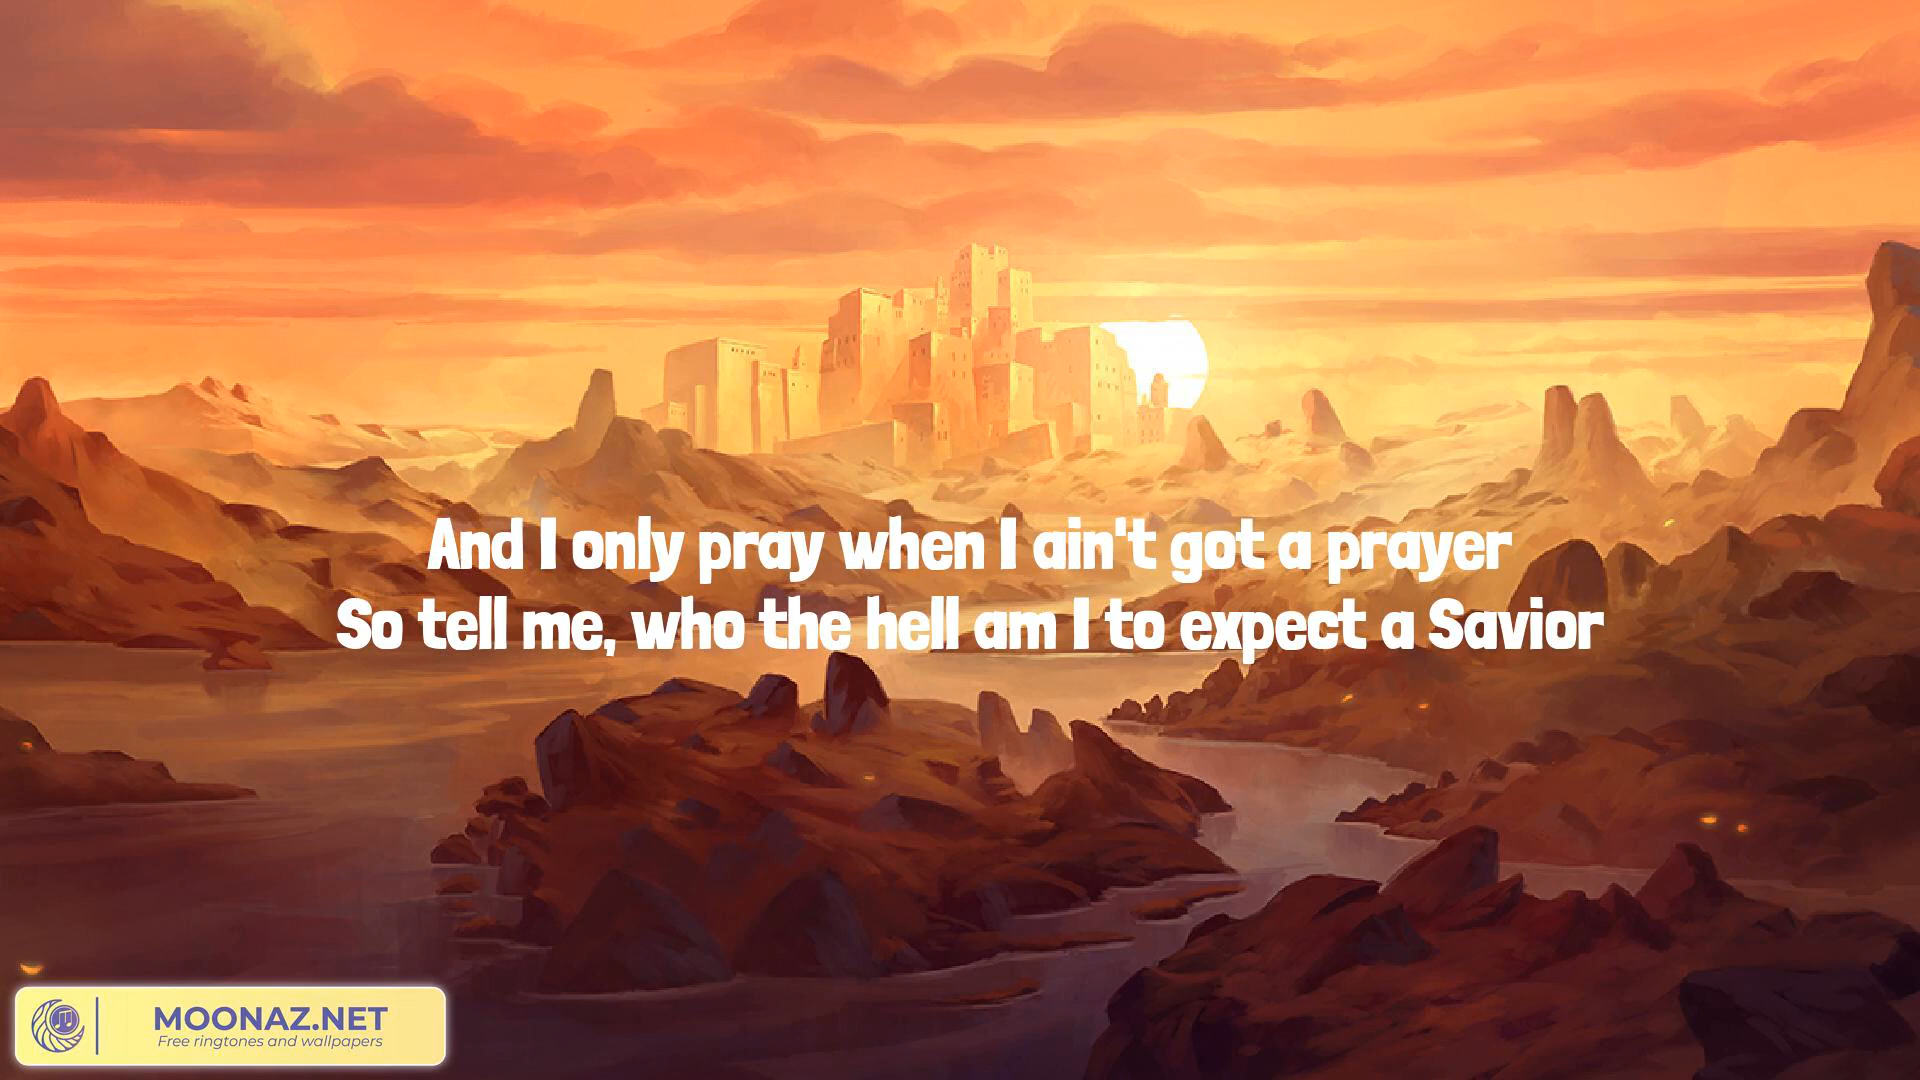 And I only pray when I ain't got a prayer
So tell me, who the hell am I to expect a Savior
MOONAZ.NET
Free ringtones and wallpapers